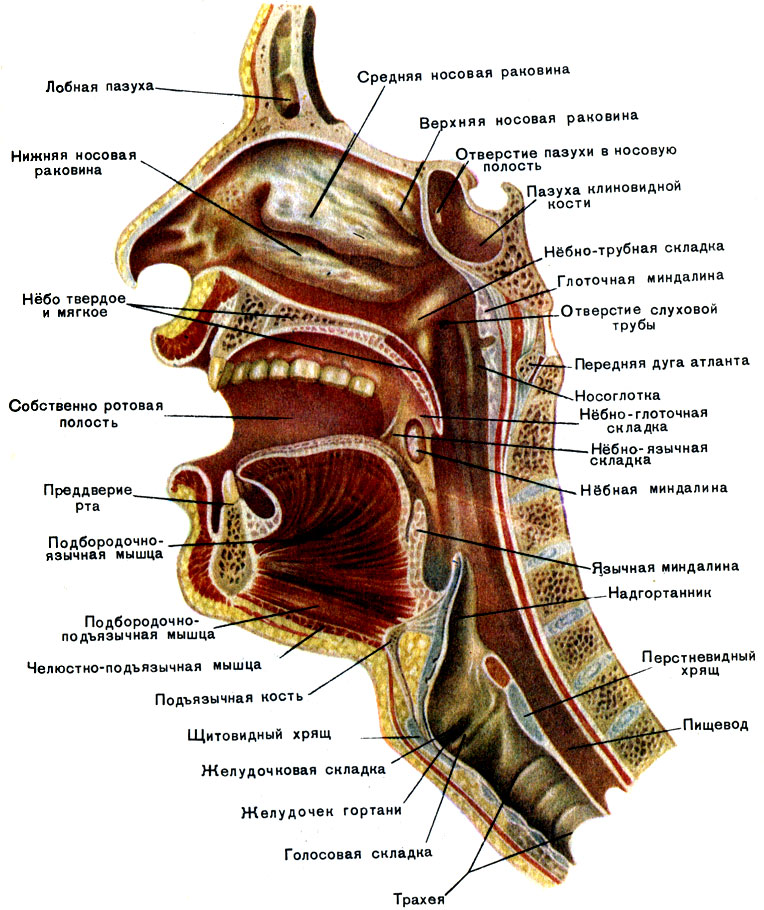 Средняя носовая раковина
Лобная пазуха
Верхняя носовая раковина
Нижняя носовая
раковина
Отверстие пазухи в носовую
полость
Пазуха клиновидной
кости
Нёбно-трубная складка
Глоточная миндалина
Нёбо твердое
и мягкое
Отверстие слуховой
трубы
Передняя дуга атланта
Носоглотка
Собственно ротовая
полость
Нёбно-глоточная
складка
Нёбно-язычная
складка
Преддверие
рта
Нёбная миндалина
Подбородочно-
язычная мышца
Язычная миндалина
Надгортанник
Подбородочно-
подъязычная мышца
Челюстно-подъязычная мышца
Перстневидный
хрящ
Подъязычная кость
Пищевод
Щитовидный хрящ
Желудочковая складка
Желудочек гортани
Голосовая складка
Трахея